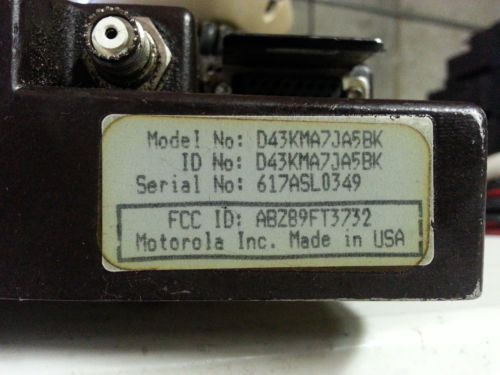 Model No: D43KMA7JA5BK
ID No: D43KMA7JA5BK
Serial No: 617ASL0349
FCC ID: ABZ89FT3732
Motorola Inc. Made in USA